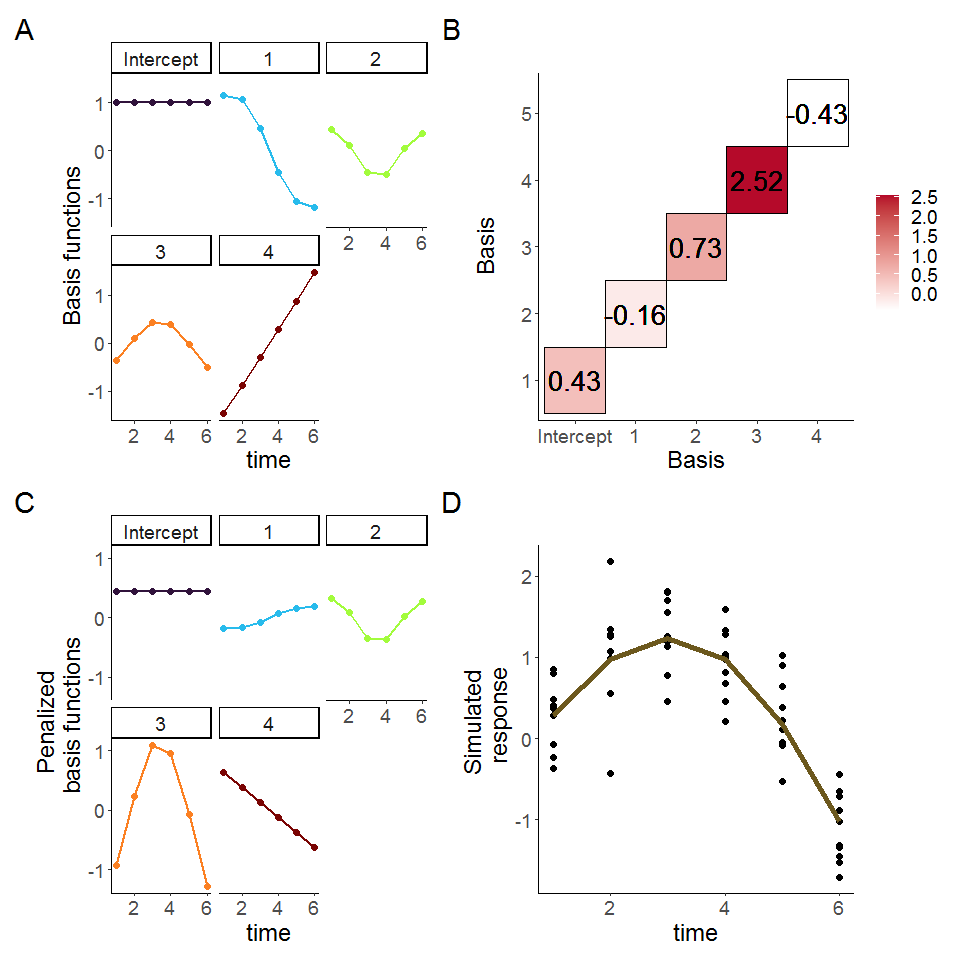 A
Intercept 1 2
1
0
-1
2 4 6
3 4
1
0
-1
2 4 6 2 4 6
time
Basis functions
B
5
4
3
2
1
-0.43
2.52
0.73
-0.16
0.43
Intercept 1 2 3 4
Basis
Basis
2.5
2.0
1.5
1.0
0.5
0.0
C
Intercept 1 2
1
0
-1
2 4 6
3 4
1
0
-1
2 4 6 2 4 6
time
Penalized
basis functions
D
2
1
0
-1
2 4 6
time
Simulated
response